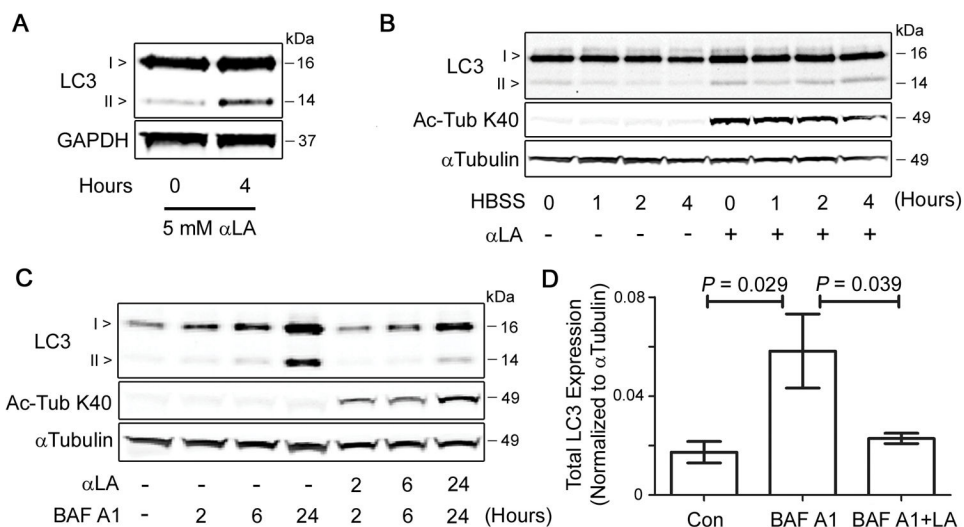 A
kDa
I >
LC3
16
II >
14
GAPDH
37
Hours 0 4
5 mM αLA
B
kDa
I >
LC3
16
II >
14
Ac-Tub K40
49
αTubulin
49
HBSS 0 1 2 4 0 1 2 4 (Hours)
αLA - - - - + + + +
C
kDa
I >
LC3
16
II >
14
Ac-Tub K40
49
αTubulin
49
αLA - - - - 2 6 24
BAF A1 - 2 6 24 2 6 24 (Hours)
D
P = 0.029 P = 0.039
Total LC3 Expression
(Normalized to αTubulin)
0.08
0.04
0
Con BAF A1 BAF A1+LA